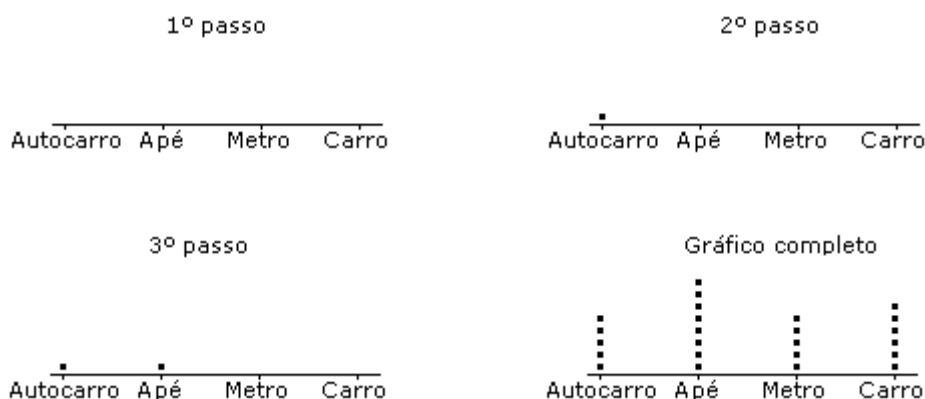 1º passo
Autocarro Apé Metro Carro
2º passo
Autocarro Apé Metro Carro
3º passo
Autocarro Apé Metro Carro
Gráfico completo
Autocarro Apé Metro Carro